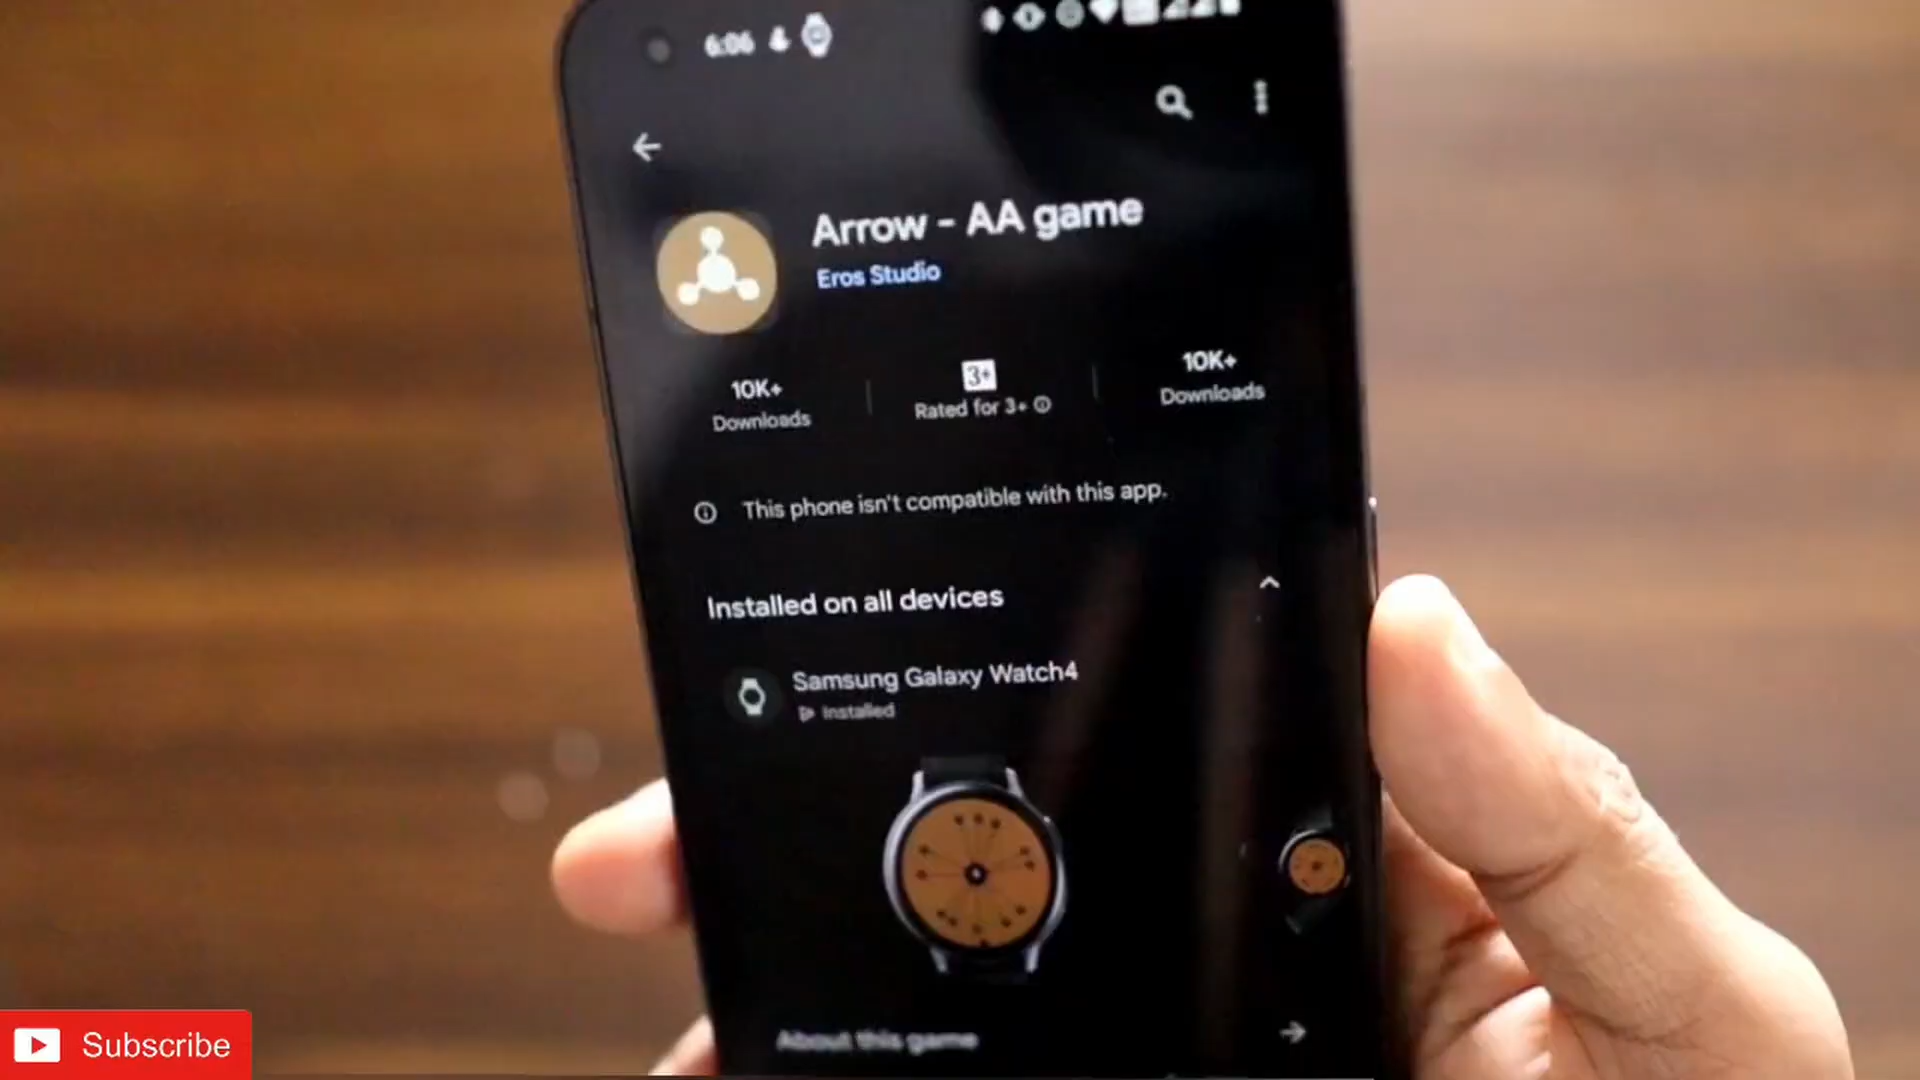 6:06
Arrow - AA game
Eros Studio
10K+
Downloads
3+
Rated for 3+
10K+
Downloads
This phone isn't compatible with this app.
Installed on all devices
Samsung Galaxy Watch4
Installed
About this game
Subscribe